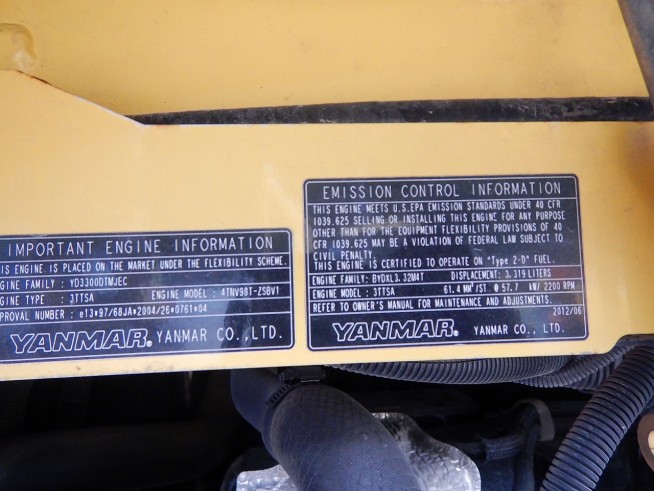 IMPORTANT ENGINE INFORMATION
THIS ENGINE IS PLACED ON THE MARKET UNDER THE FLEXIBILITY SCHEME.
ENGINE FAMILY : YD3300DTMJEC
ENGINE TYPE : 3TTSA ENGINE MODEL : 4TNV98T-ZSBV1
APPROVAL NUMBER : e13*97/68JA*2004/26*0761*04
YANMAR® YANMAR CO.,LTD.
EMISSION CONTROL INFORMATION
THIS ENGINE MEETS U.S.EPA EMISSION STANDARDS UNDER 40 CFR
1039.625 SELLING OR INSTALLING THIS ENGINE FOR ANY PURPOSE
OTHER THAN FOR THE EQUIPMENT FLEXIBILITY PROVISIONS OF 40
CFR 1039.625 MAY BE A VIOLATION OF FEDERAL LAW SUBJECT TO
CIVIL PENALTY.
THIS ENGINE IS CERTIFIED TO OPERATE ON "Type 2-D" FUEL.
ENGINE FAMILY : BYDXL3.32M4T DISPLACEMENT: 3.319 LITERS
ENGINE MODEL : 3TTSA 61.4 MM³/ST @ 57.7 kW/ 2200 RPM
REFER TO OWNER'S MANUAL FOR MAINTENANCE AND ADJUSTMENTS.
2012/06
YANMAR® YANMAR CO.,LTD.